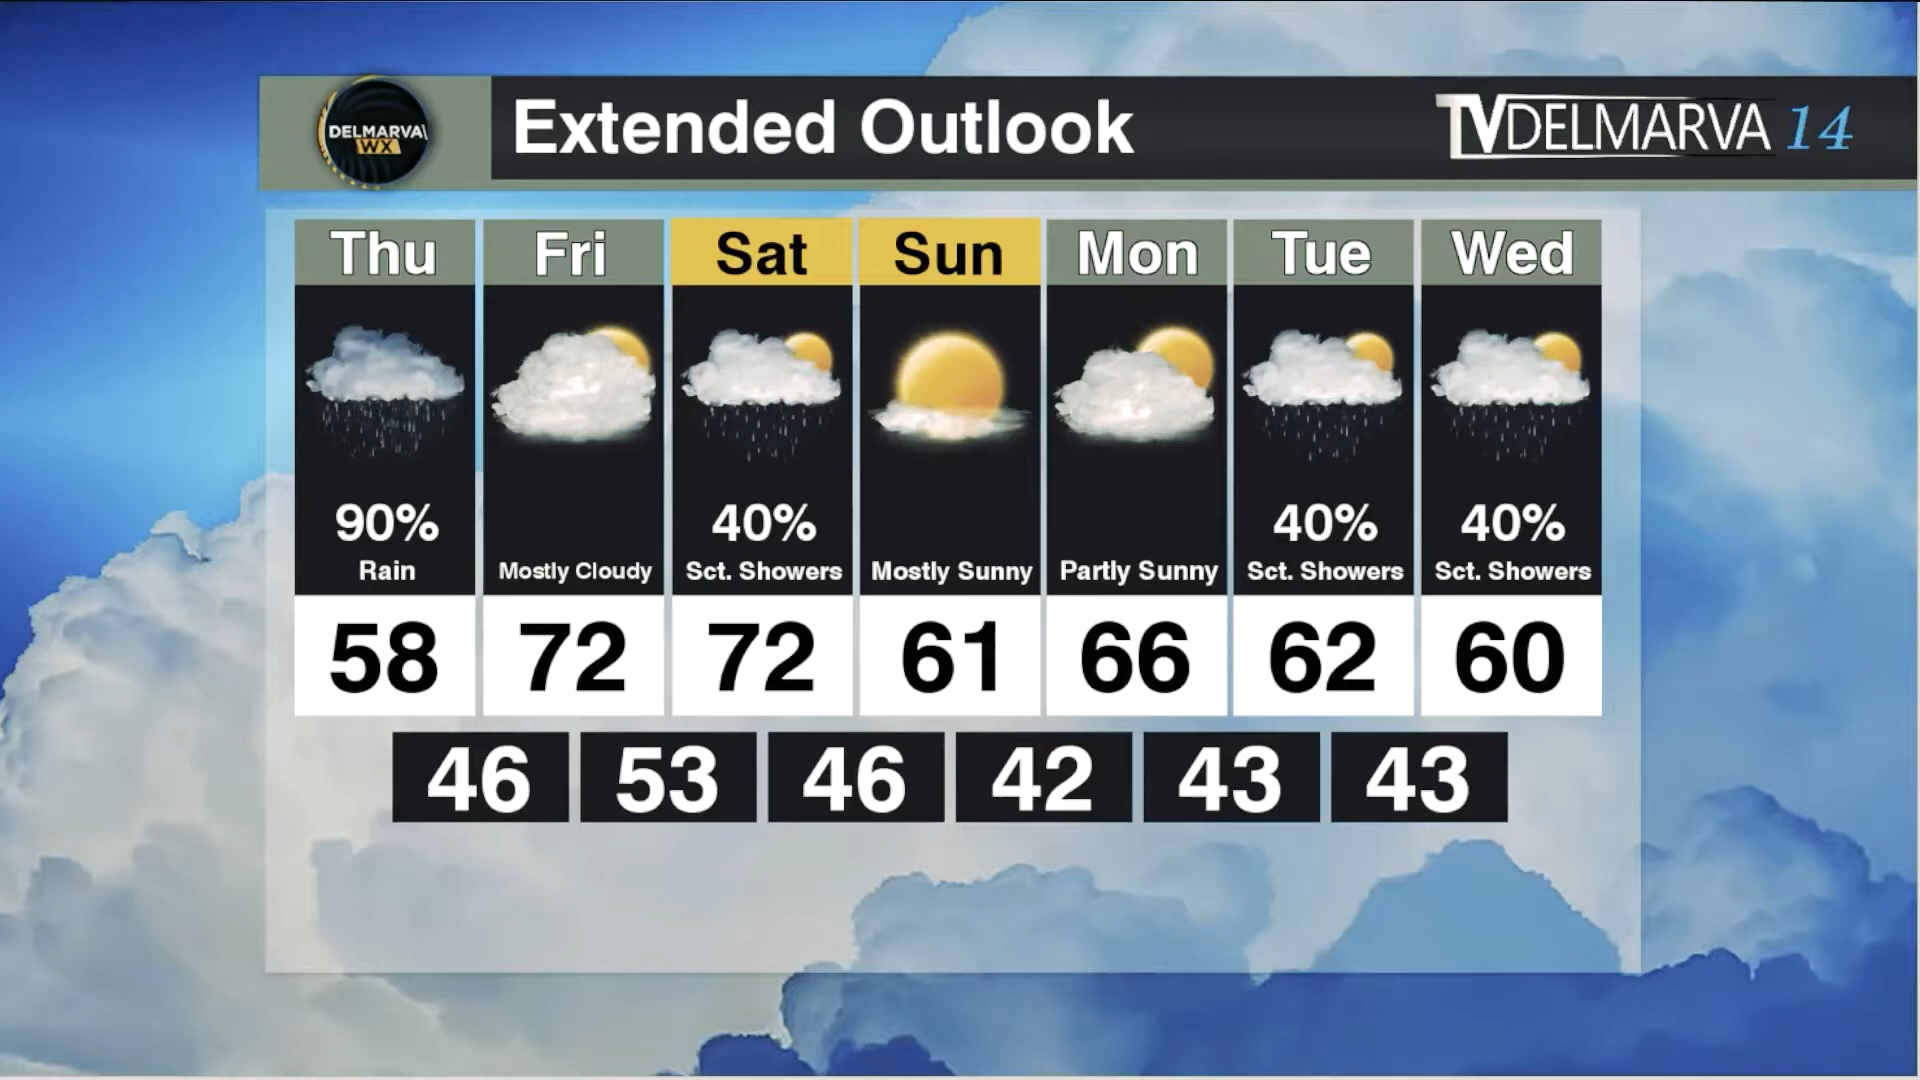 DELMARVA
WX
Extended Outlook
TVDELMARVA 14
Thu Fri Sat Sun Mon Tue Wed
90% 40% 40% 40%
Rain Mostly Cloudy Sct. Showers Mostly Sunny Partly Sunny Sct. Showers Sct. Showers
58 72 72 61 66 62 60
46 53 46 42 43 43